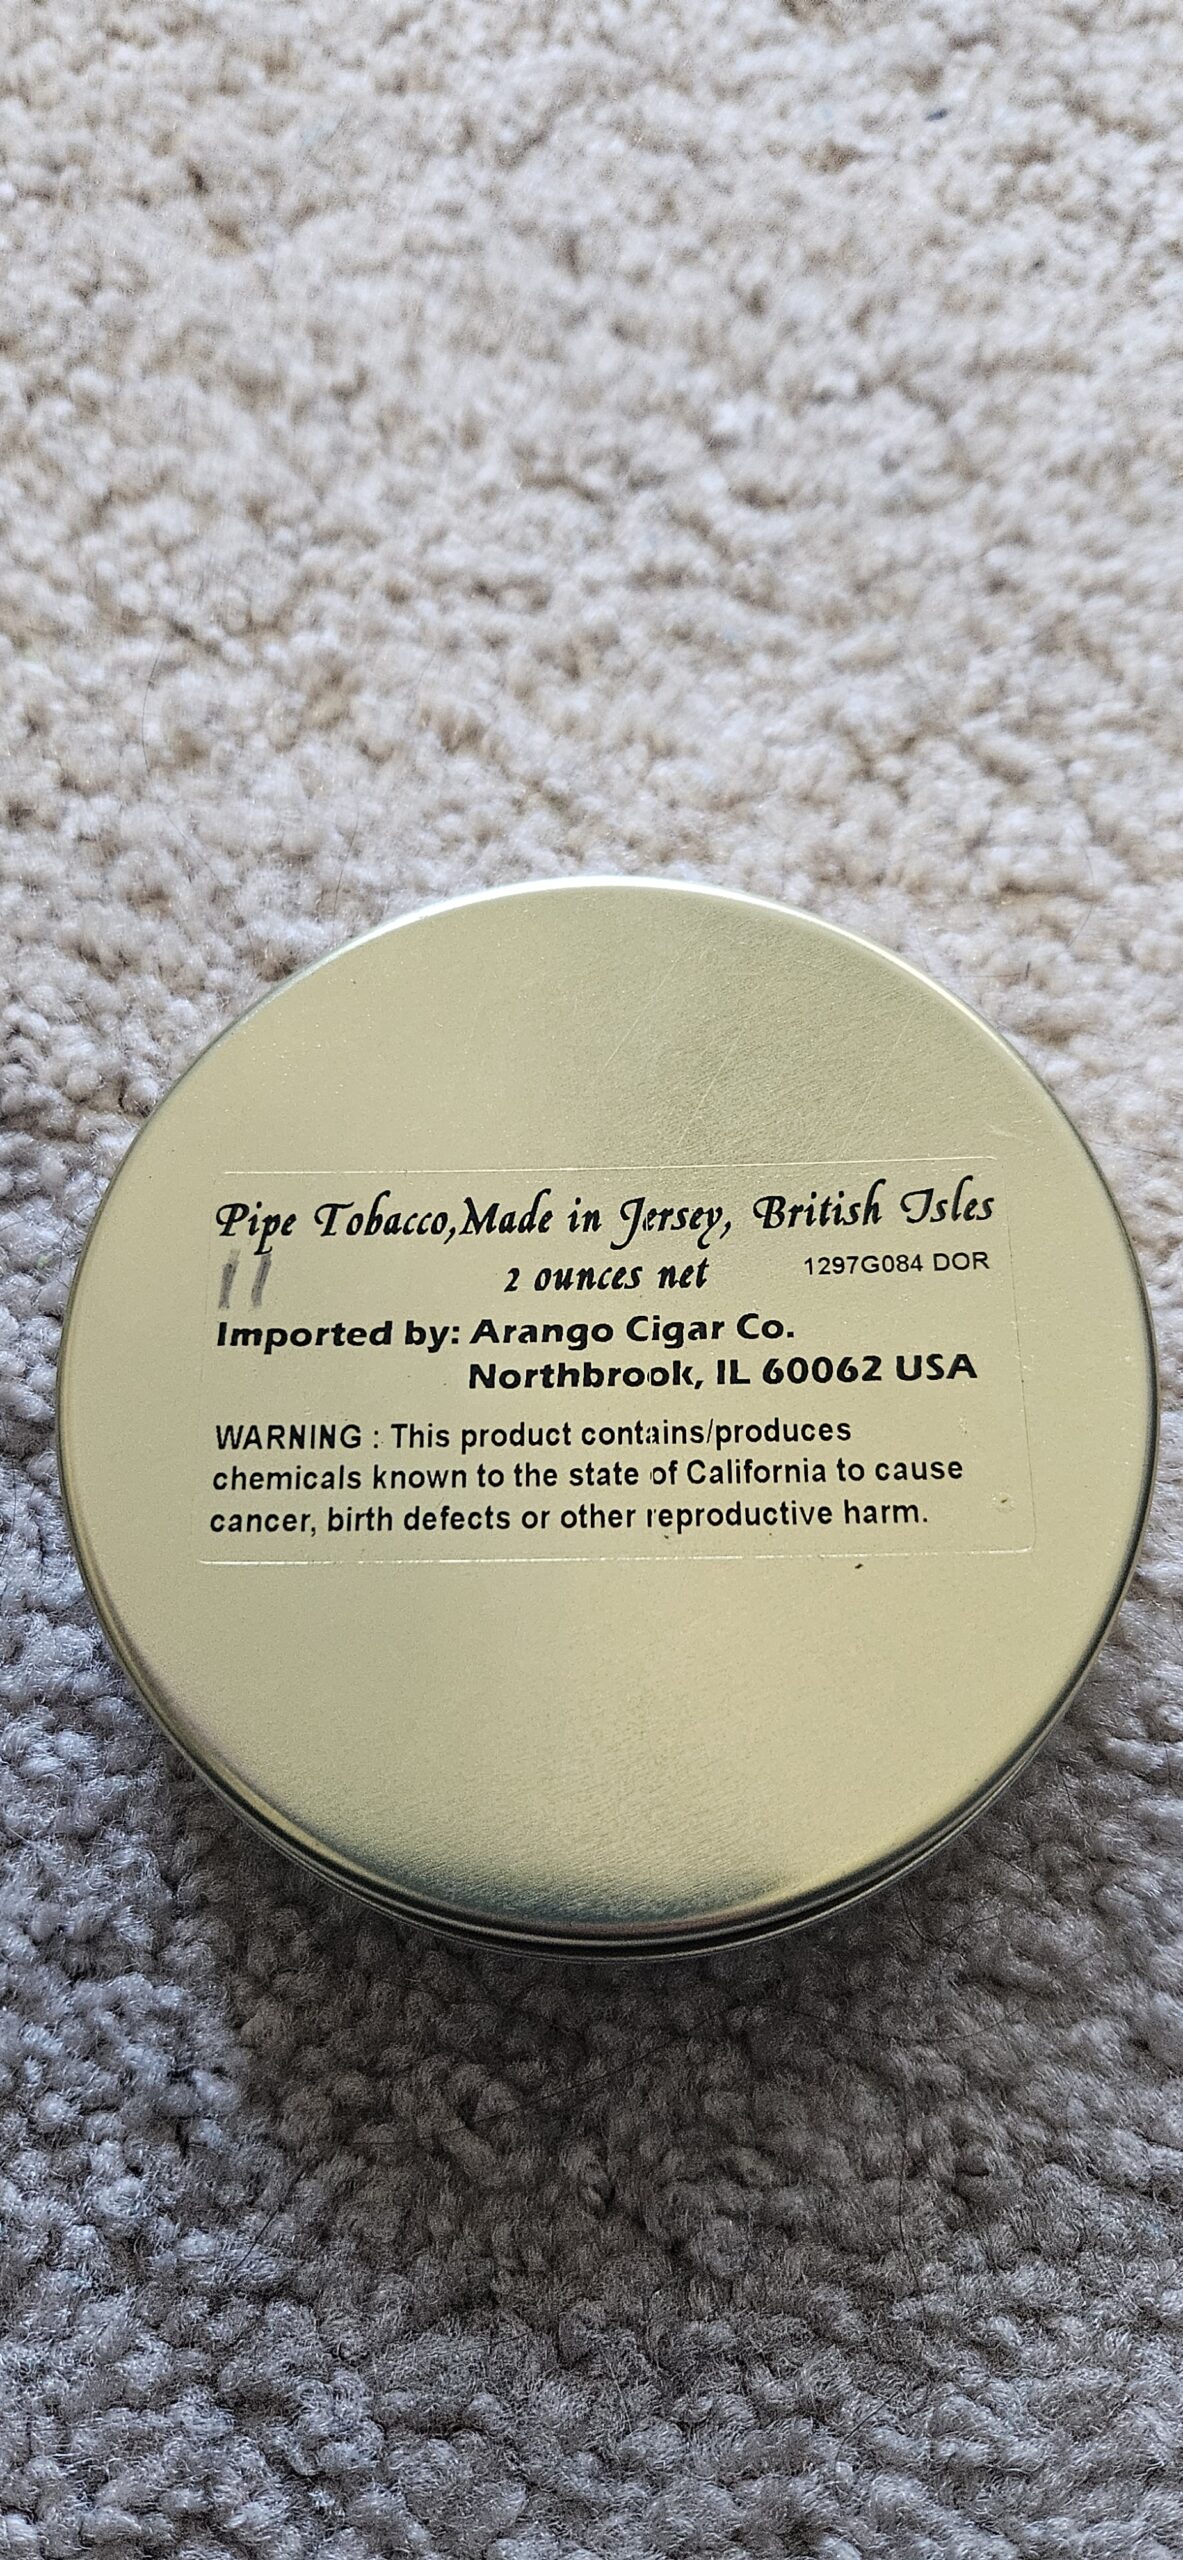 Pipe Tobacco,Made in Jersey, British Isles
11
2 ounces net 1297G084 DOR
Imported by: Arango Cigar Co.
Northbrook, IL 60062 USA
WARNING : This product contains/produces
chemicals known to the state of California to cause
cancer, birth defects or other reproductive harm.